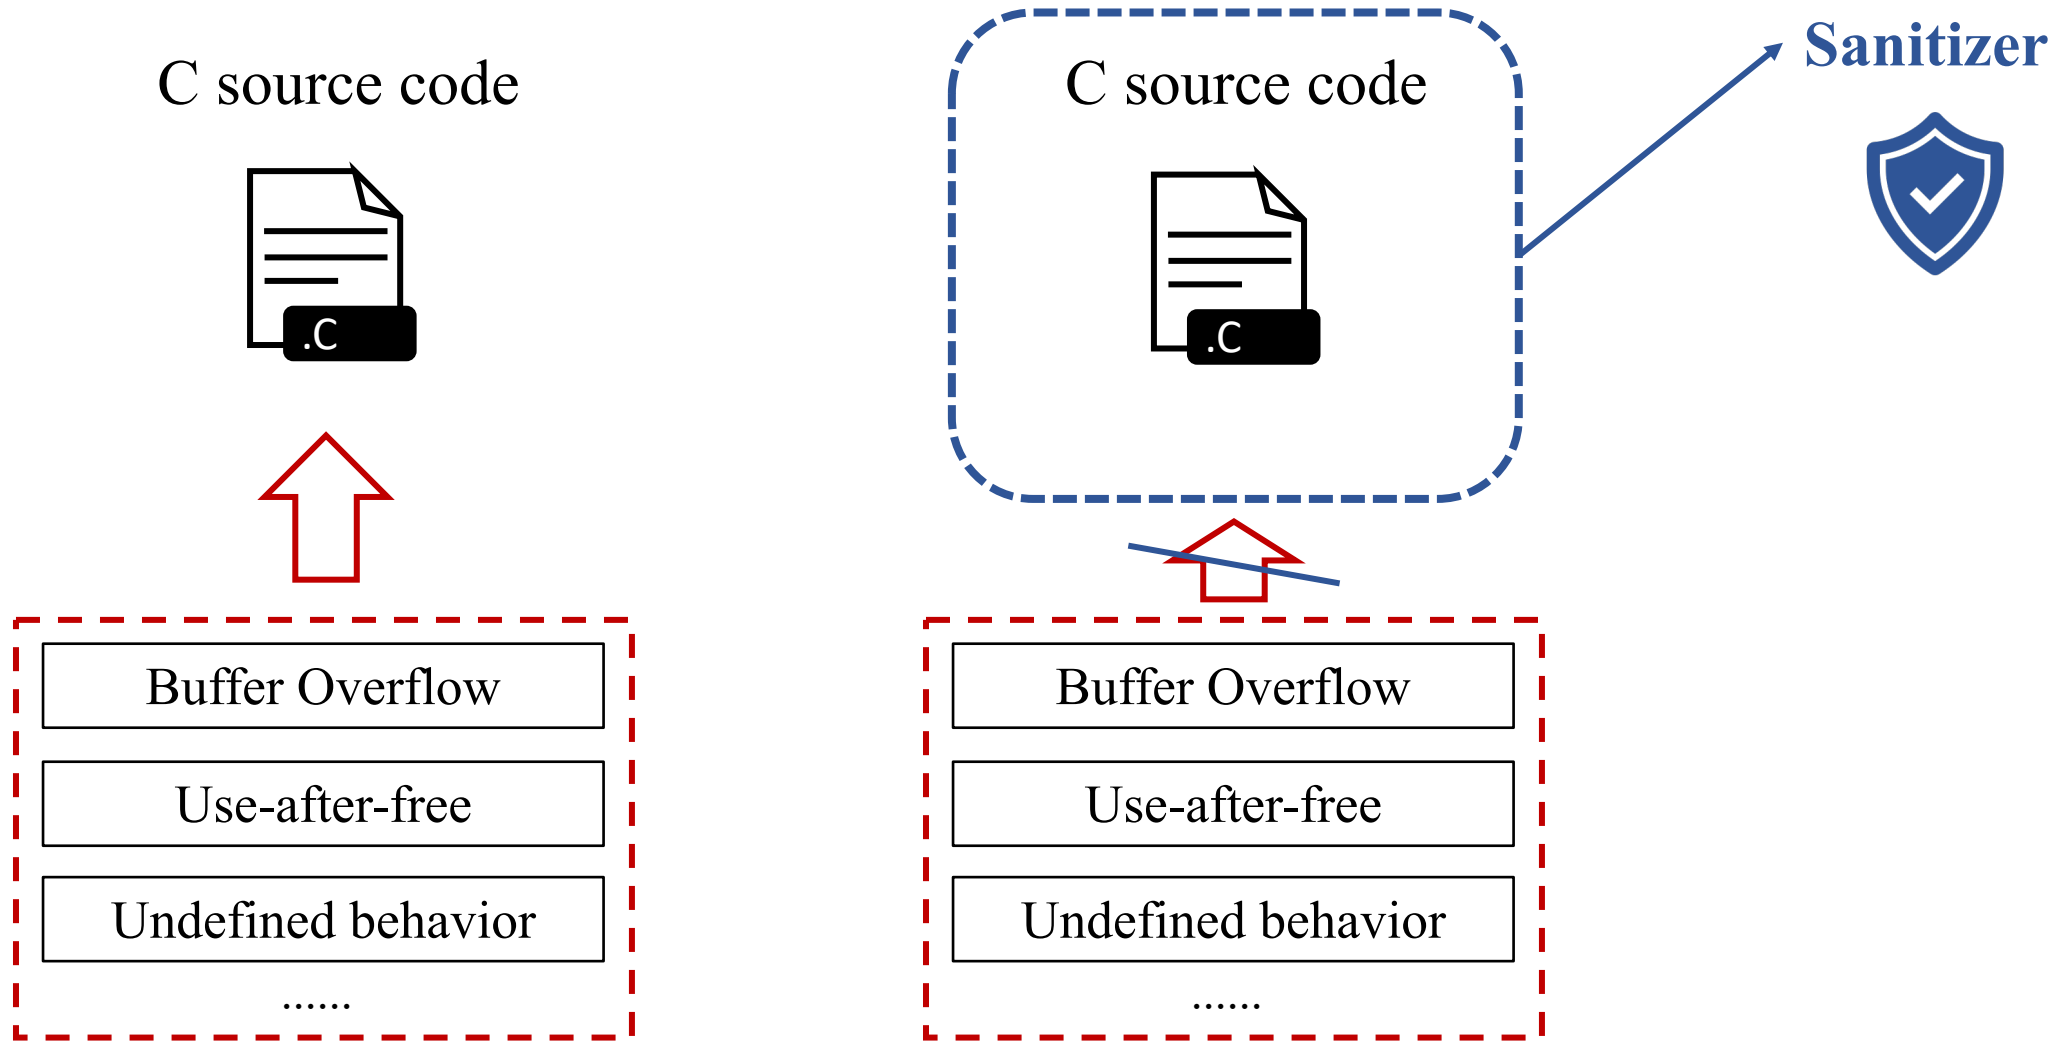 C source code
.C
Buffer Overflow
Use-after-free
Undefined behavior
......
C source code
.C
Buffer Overflow
Use-after-free
Undefined behavior
......
Sanitizer